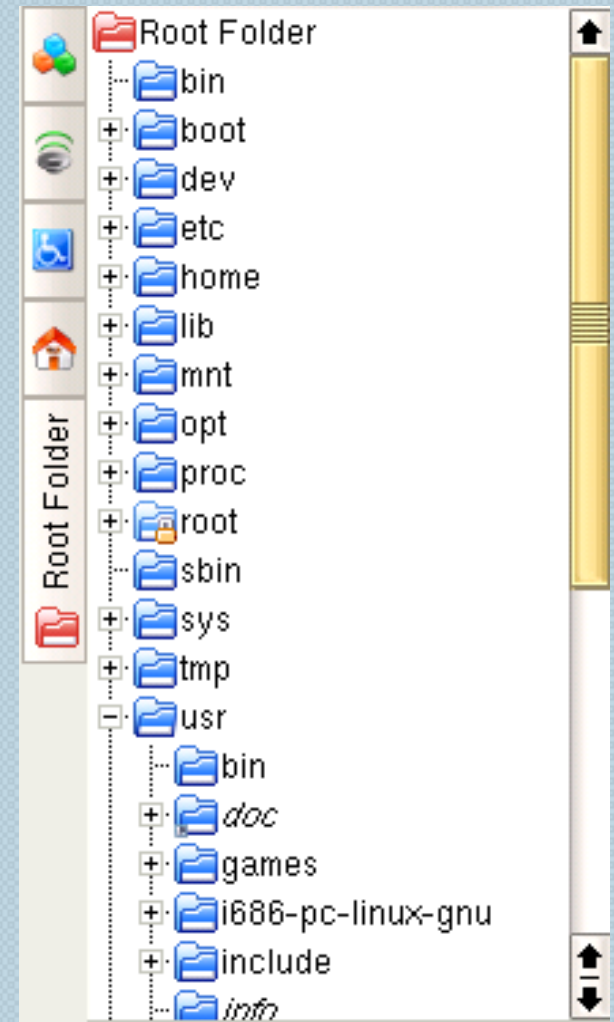 Root Folder
bin
boot
dev
etc
home
lib
mnt
opt
proc
root
sbin
sys
tmp
usr
bin
doc
games
i686-pc-linux-gnu
include
info
Root Folder